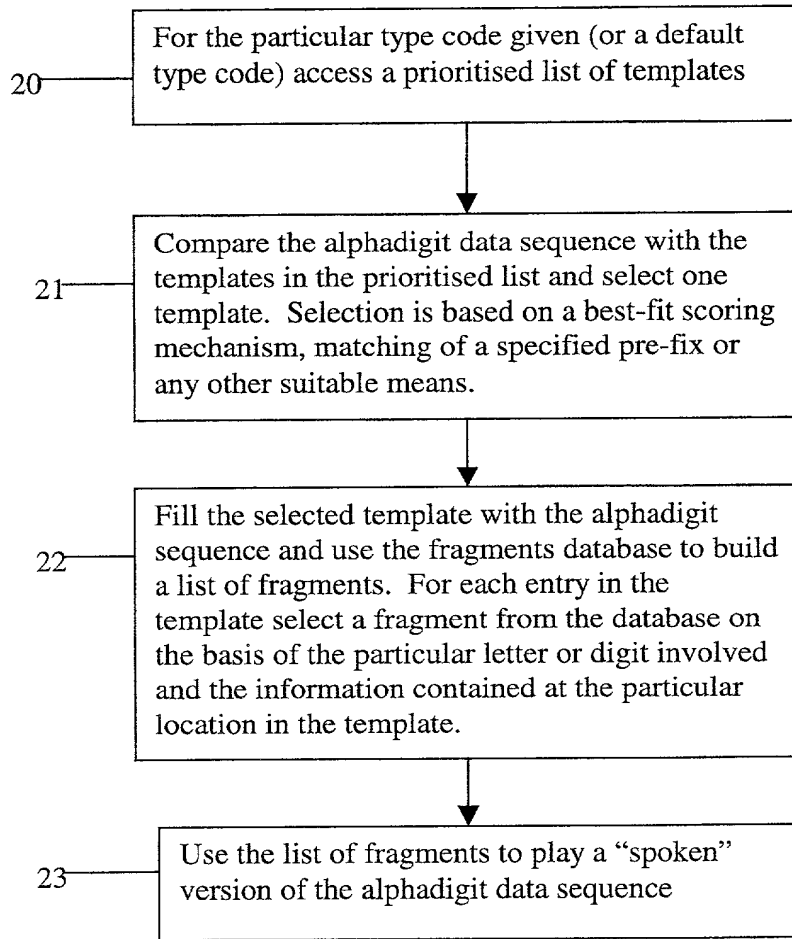 For the particular type code given (or a default
type code) access a prioritised list of templates
20
Compare the alphadigit data sequence with the
templates in the prioritised list and select one
template. Selection is based on a best-fit scoring
mechanism, matching of a specified pre-fix or
any other suitable means.
21
Fill the selected template with the alphadigit
sequence and use the fragments database to build
a list of fragments. For each entry in the
template select a fragment from the database on
the basis of the particular letter or digit involved
and the information contained at the particular
location in the template.
22
Use the list of fragments to play a “spoken”
version of the alphadigit data sequence
23